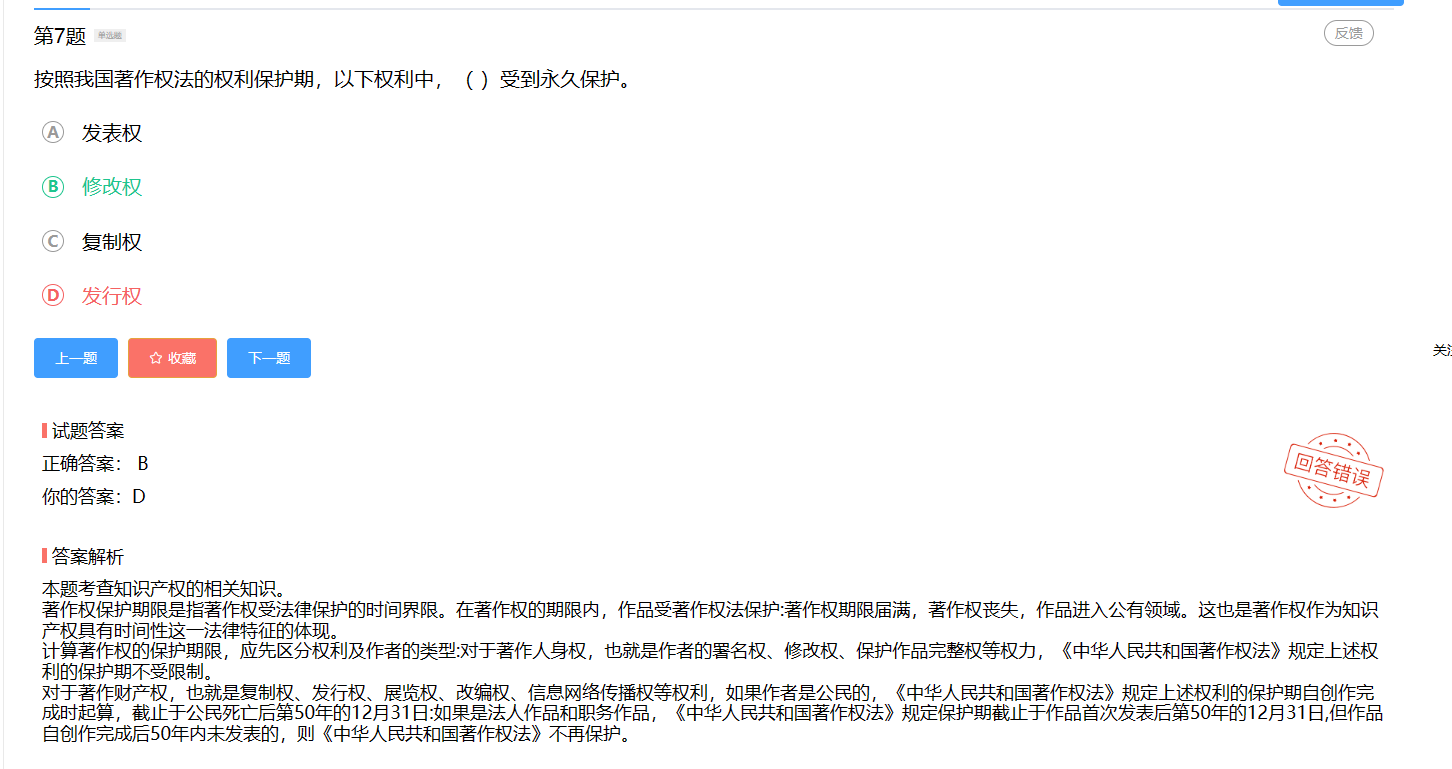 第7题 单选题
反馈
按照我国著作权法的权利保护期，以下权利中，（ ）受到永久保护。
A 发表权
B 修改权
C 复制权
D 发行权
上一题 收藏 下一题
关注
试题答案
正确答案： B
你的答案：D
回答错误
答案解析
本题考查知识产权的相关知识。
著作权保护期限是指著作权受法律保护的时间界限。在著作权的期限内，作品受著作权法保护:著作权期限届满，著作权丧失，作品进入公有领域。这也是著作权作为知识
产权具有时间性这一法律特征的体现。
计算著作权的保护期限，应先区分权利及作者的类型:对于著作人身权，也就是作者的署名权、修改权、保护作品完整权等权力，《中华人民共和国著作权法》规定上述权
利的保护期不受限制。
对于著作财产权，也就是复制权、发行权、展览权、改编权、信息网络传播权等权利，如果作者是公民的，《中华人民共和国著作权法》规定上述权利的保护期自创作完
成时起算，截止于公民死亡后第50年的12月31日:如果是法人作品和职务作品，《中华人民共和国著作权法》规定保护期截止于作品首次发表后第50年的12月31日,但作品
自创作完成后50年内未发表的，则《中华人民共和国著作权法》不再保护。